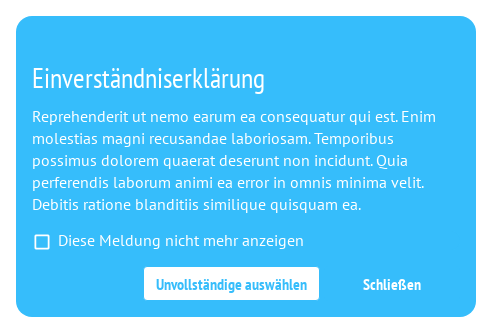 Einverständniserklärung
Reprehenderit ut nemo earum ea consequatur qui est. Enim
molestias magni recusandae laboriosam. Temporibus
possimus dolorem quaerat deserunt non incidunt. Quia
perferendis laborum animi ea error in omnis minima velit.
Debitis ratione blanditiis similique quisquam ea.
Diese Meldung nicht mehr anzeigen
Unvollständige auswählen
Schließen